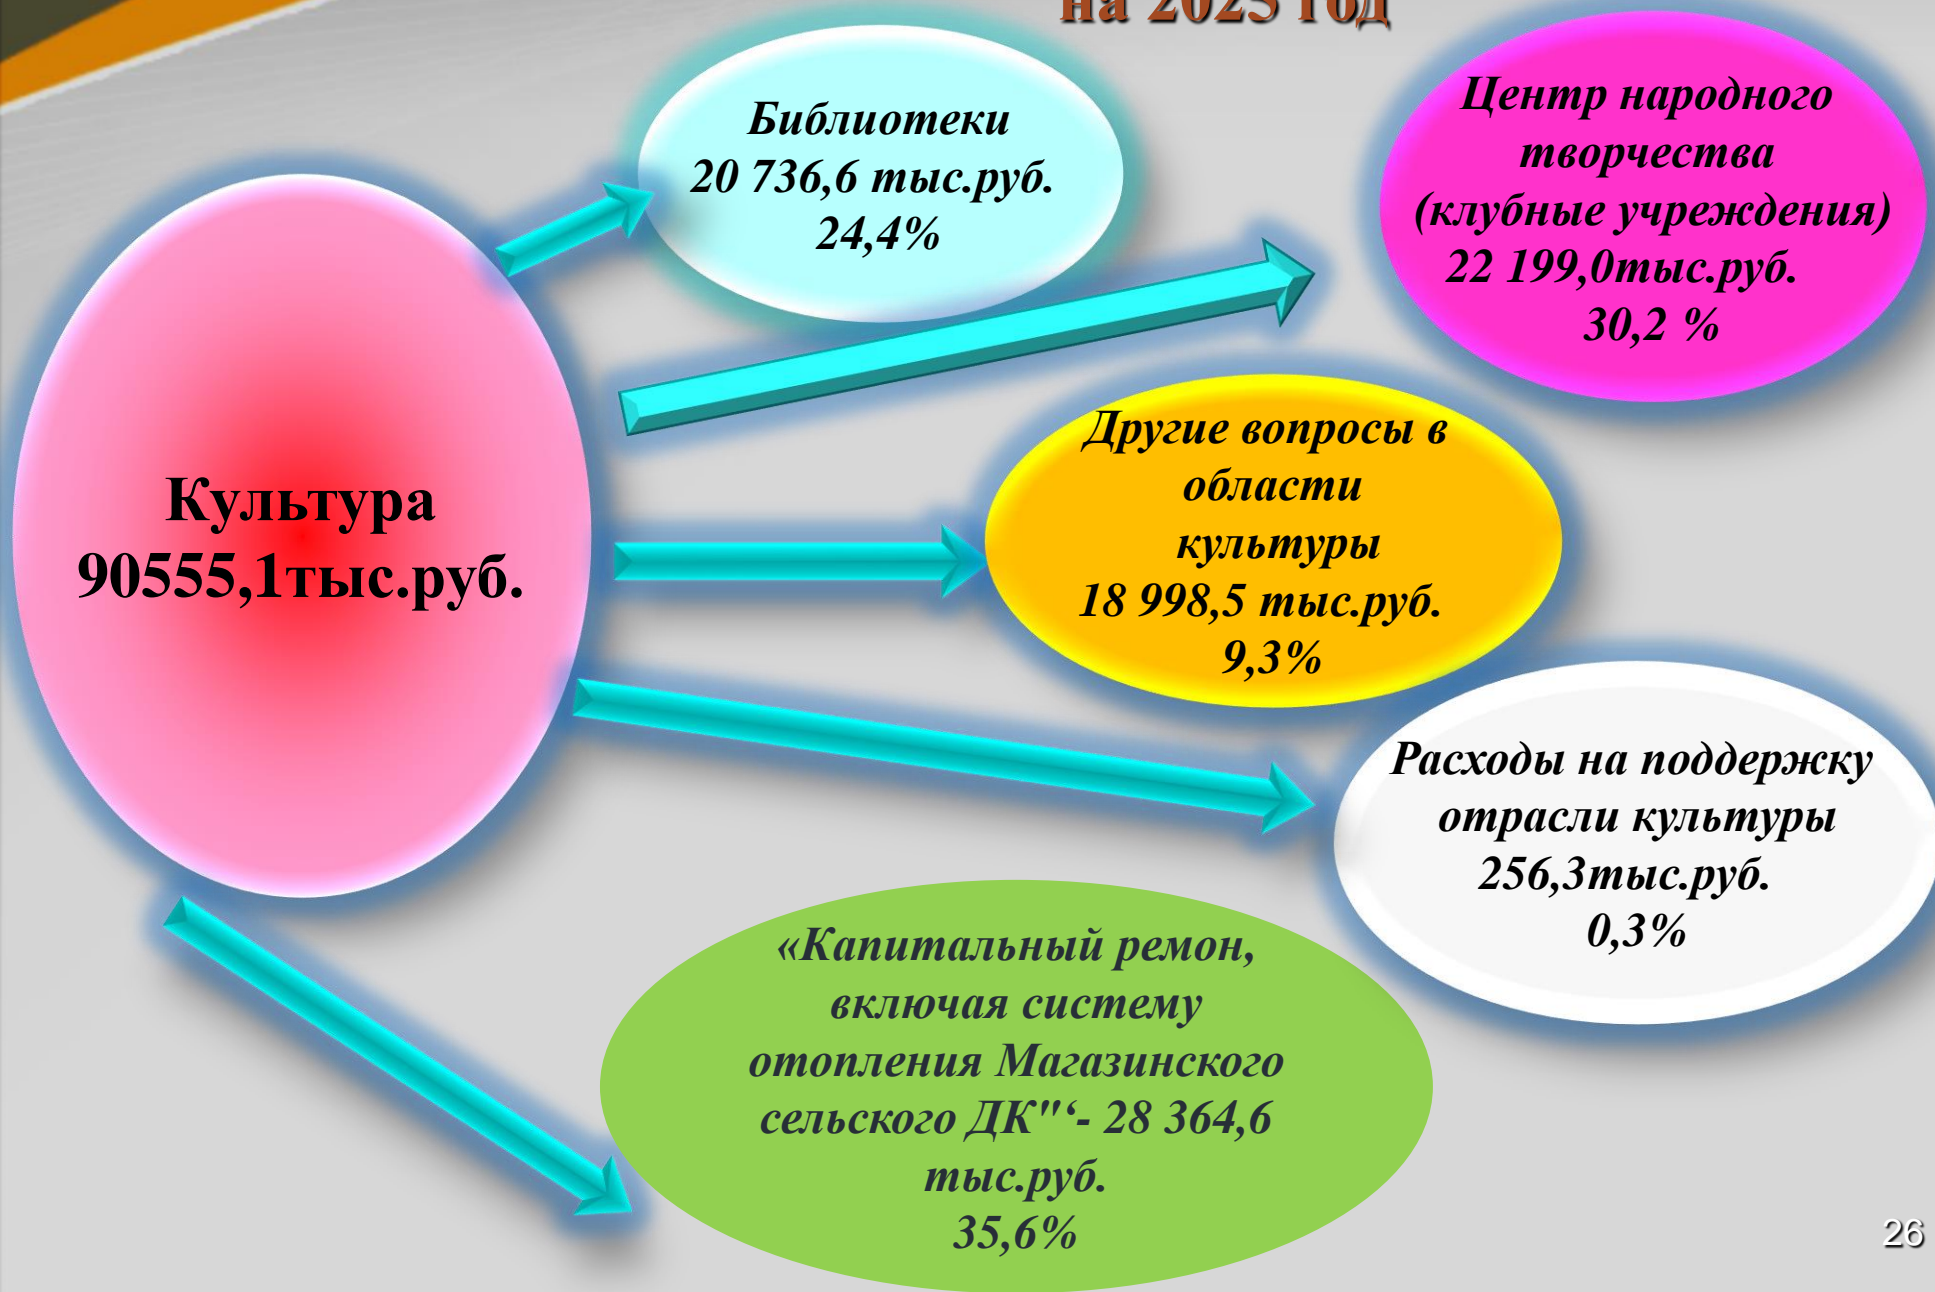 на 2025 год
Библиотеки
20 736,6 тыс.руб.
24,4%
Центр народного
творчества
(клубные учреждения)
22 199,0тыс.руб.
30,2 %
Культура
90555,1тыс.руб.
Другие вопросы в
области
культуры
18 998,5 тыс.руб.
9,3%
Расходы на поддержку
отрасли культуры
256,3тыс.руб.
0,3%
«Капитальный ремон,
включая систему
отопления Магазинского
сельского ДК"‘- 28 364,6
тыс.руб.
35,6%
26